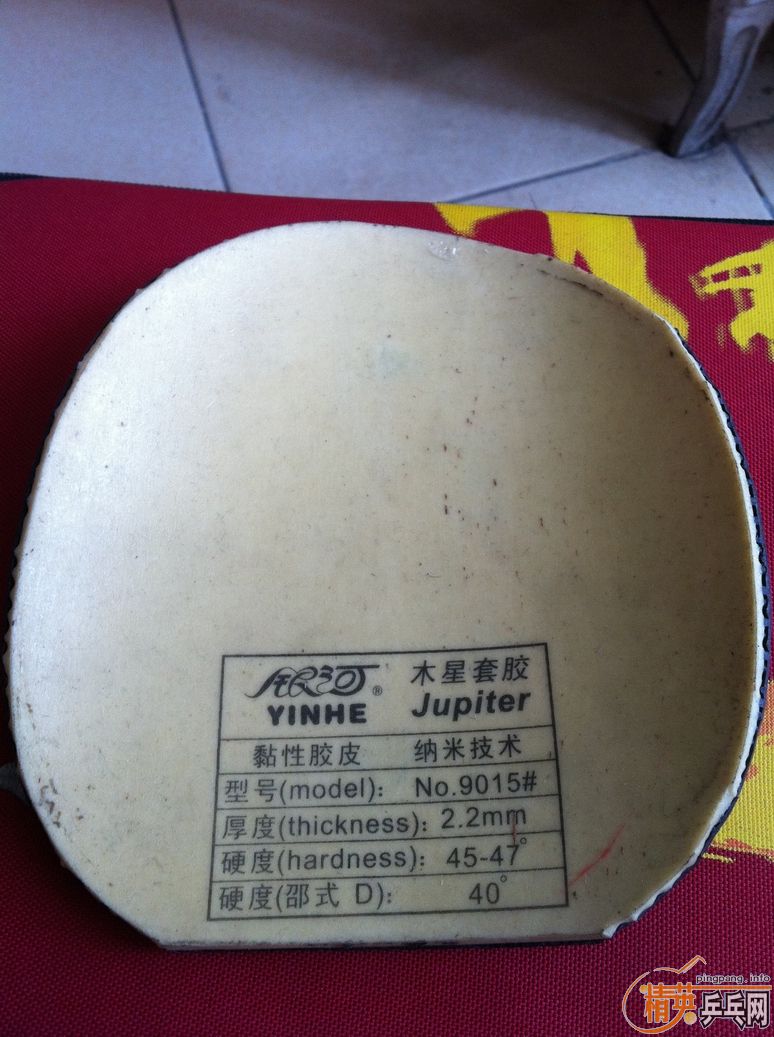 银河® 木星套胶
YINHE Jupiter
黏性胶皮 纳米技术
型号(model): No.9015#
厚度(thickness): 2.2mm
硬度(hardness): 45-47°
硬度(邵式 D): 40°
pingpang.info
精英乒乓网